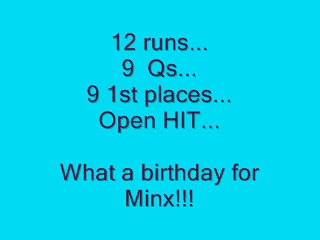 12 runs...
9  Qs...
9 1st places...
Open HIT...
What a birthday for
Minx!!!